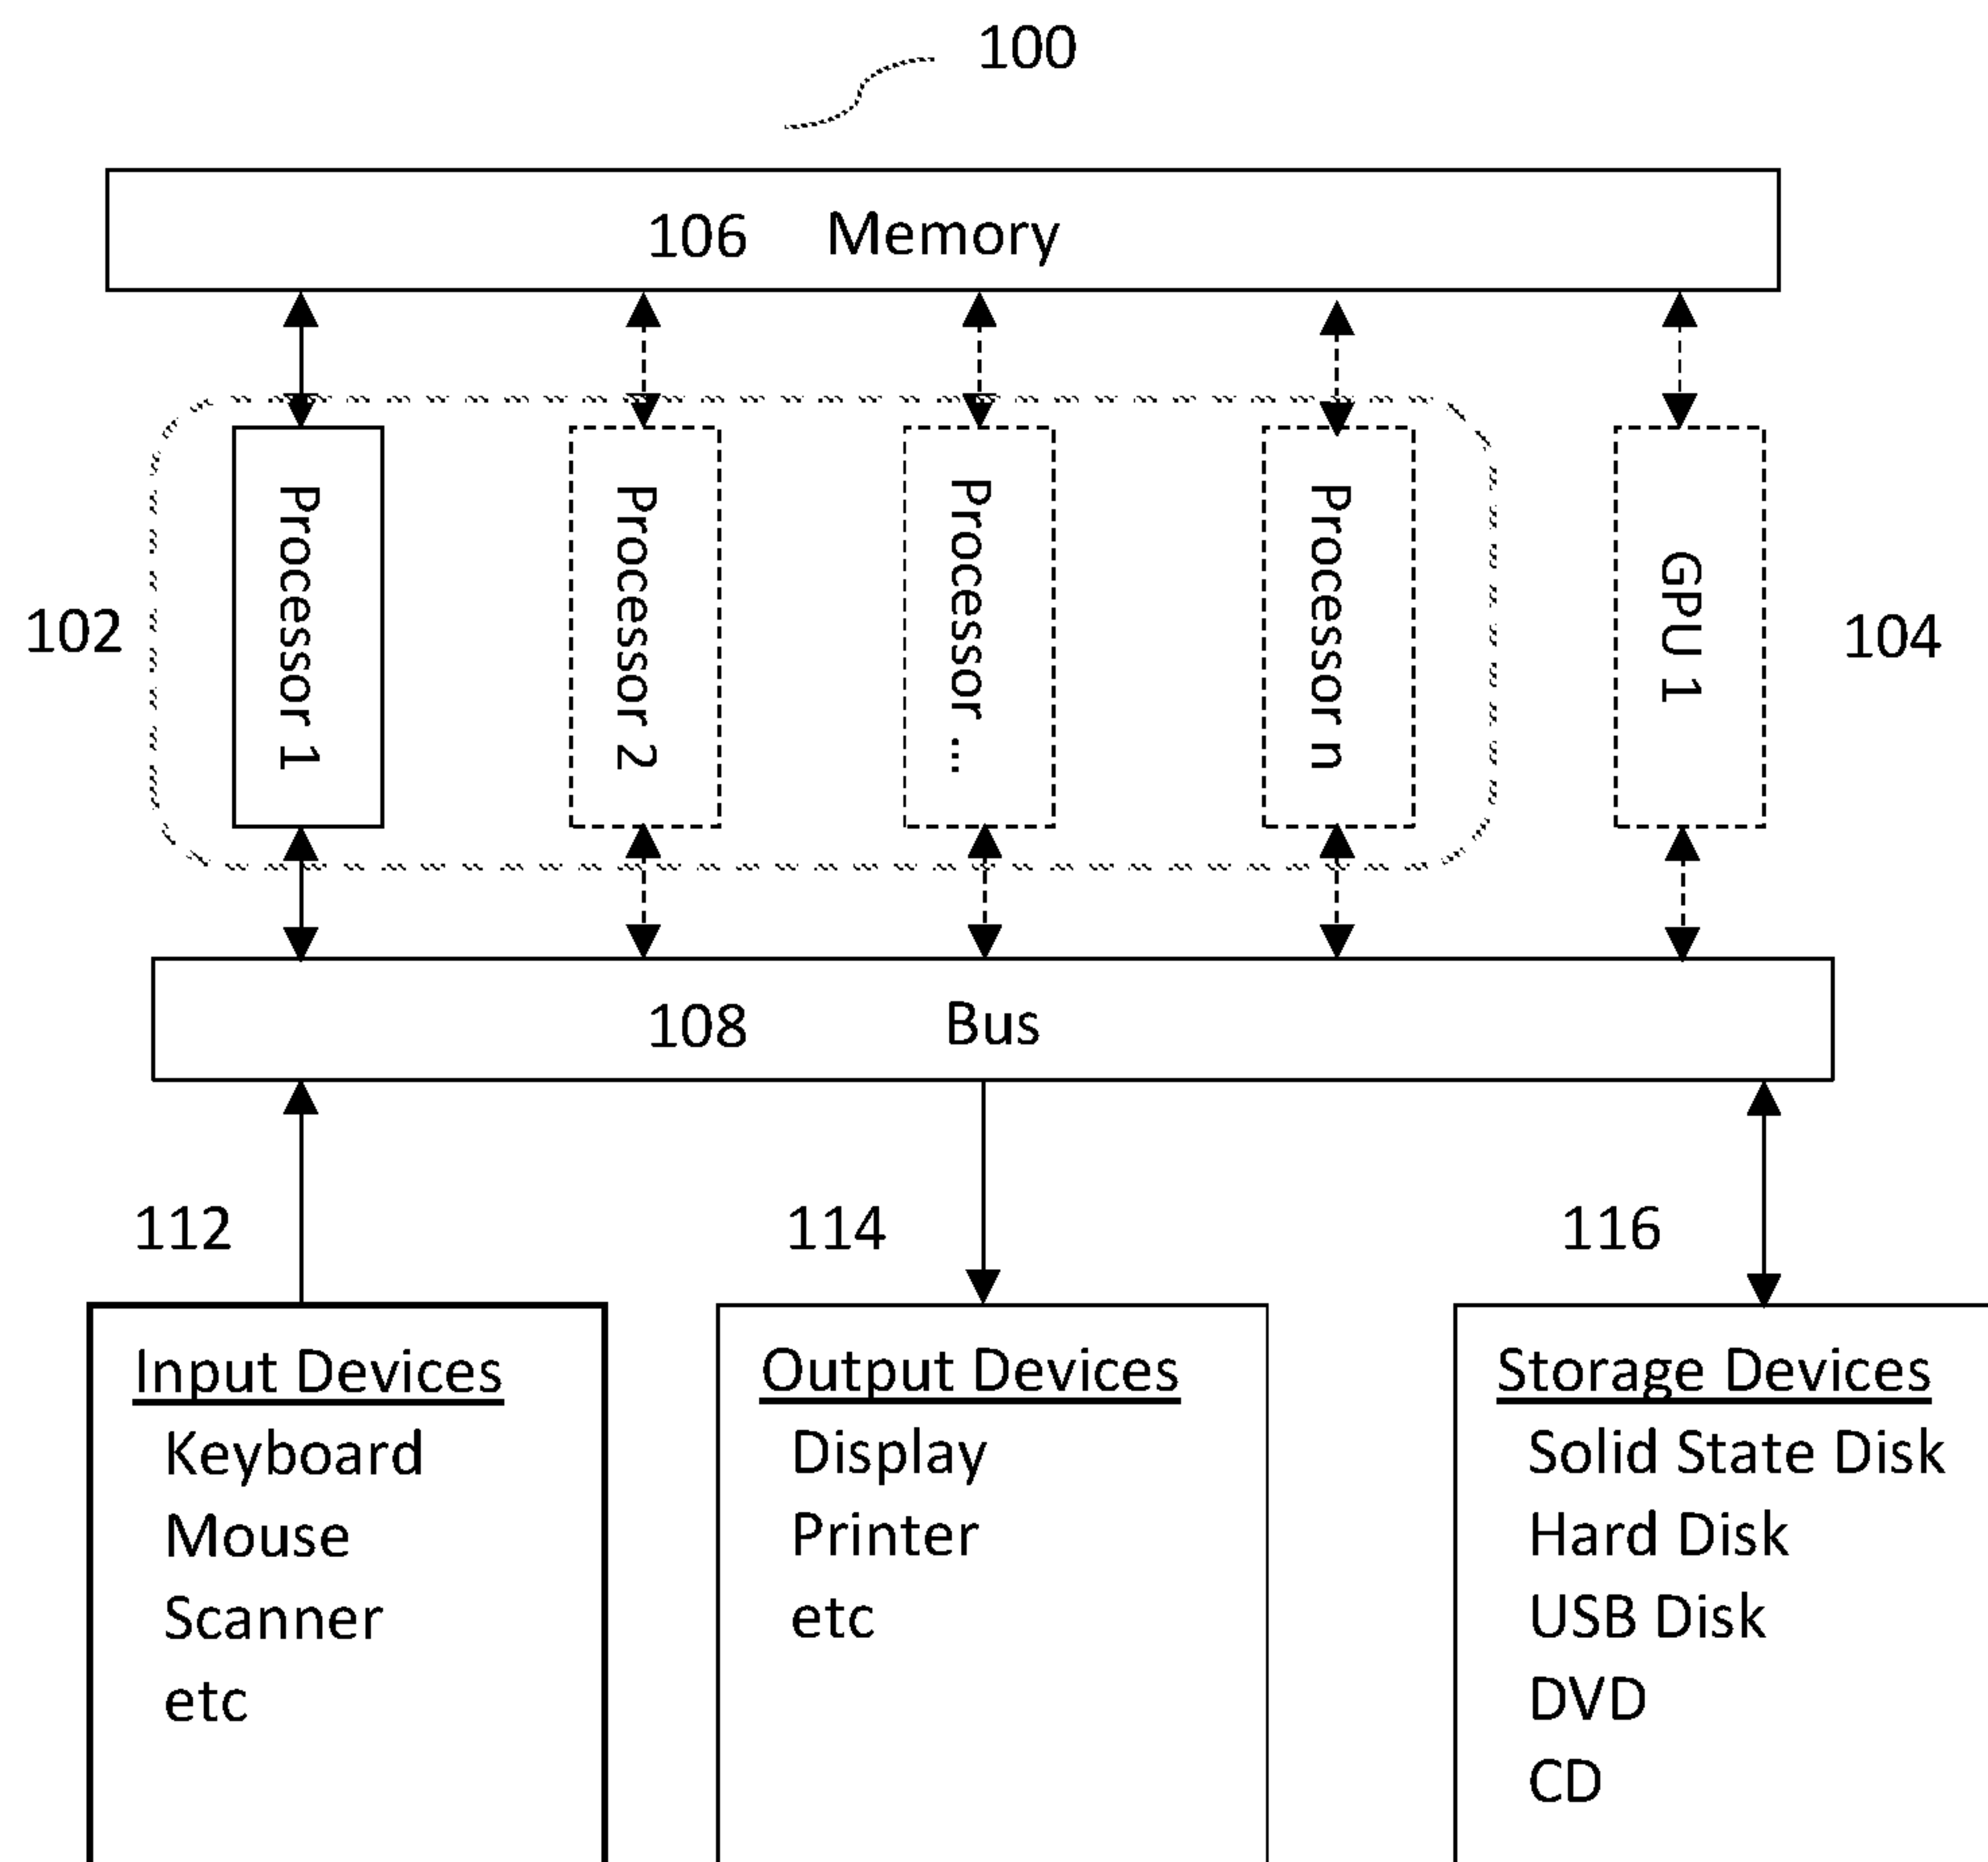 100
106 Memory
102
Processor 1
Processor 2
Processor ...
Processor n
GPU 1
104
108 Bus
112
114
116
Input Devices
Keyboard
Mouse
Scanner
etc
Output Devices
Display
Printer
etc
Storage Devices
Solid State Disk
Hard Disk
USB Disk
DVD
CD